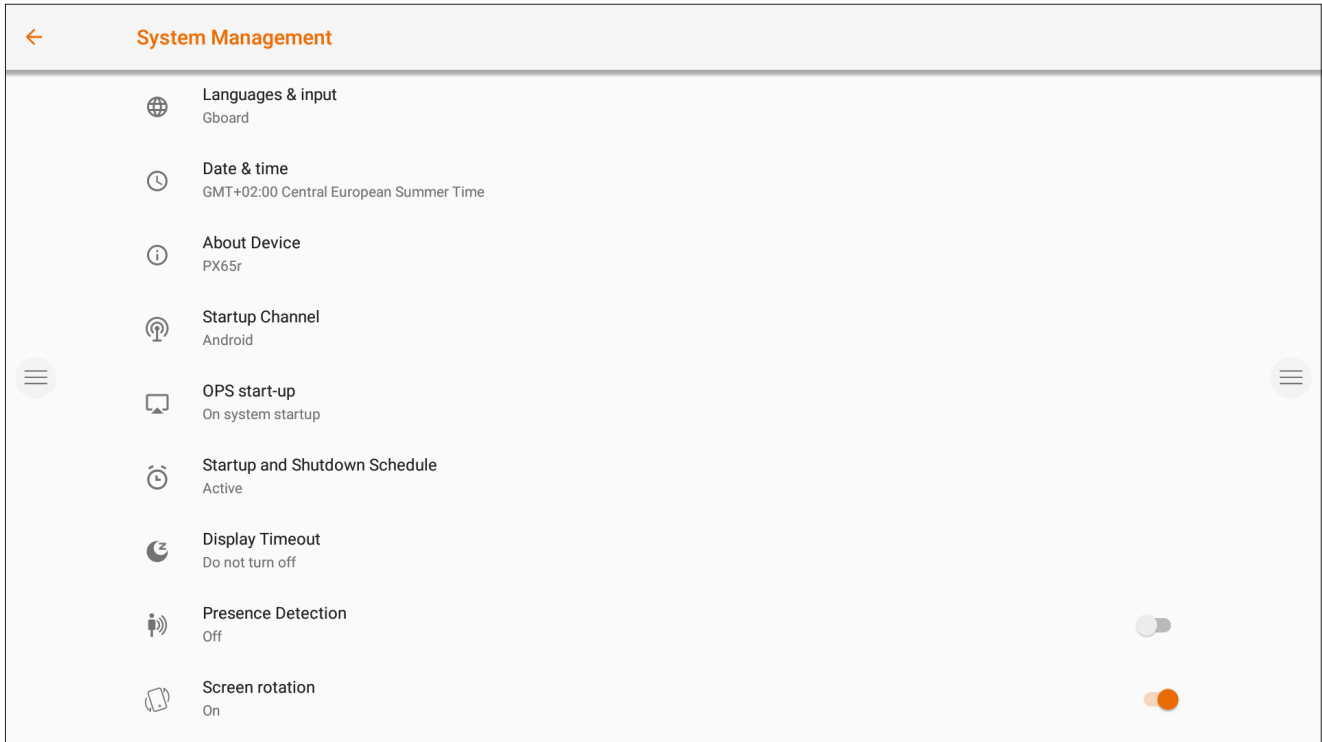 System Management
Languages & input
Gboard
Date & time
GMT+02:00 Central European Summer Time
About Device
PX65r
Startup Channel
Android
OPS start-up
On system startup
Startup and Shutdown Schedule
Active
Display Timeout
Do not turn off
Presence Detection
Off
Screen rotation
On